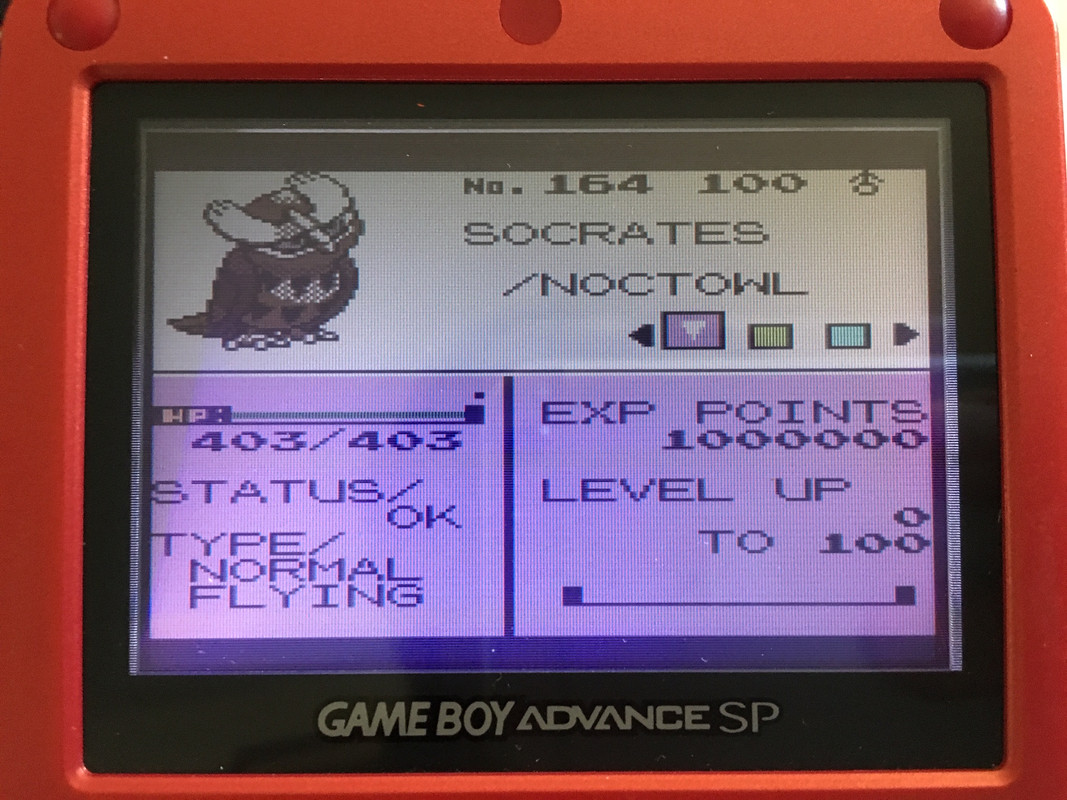 No. 164 100 ♂
SOCRATES
/NOCTOWL
HP:
403/403
STATUS/
OK
TYPE/
NORMAL
FLYING
EXP POINTS
1000000
LEVEL UP
0
TO 100
GAME BOY ADVANCE SP